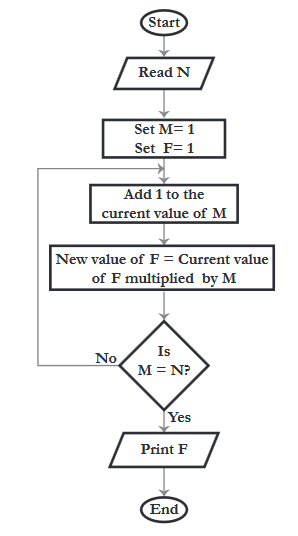 Start
Read N
Set M= 1
Set F= 1
Add 1 to the
current value of M
New value of F = Current value
of F multiplied by M
Is
M = N?
No
Yes
Print F
End